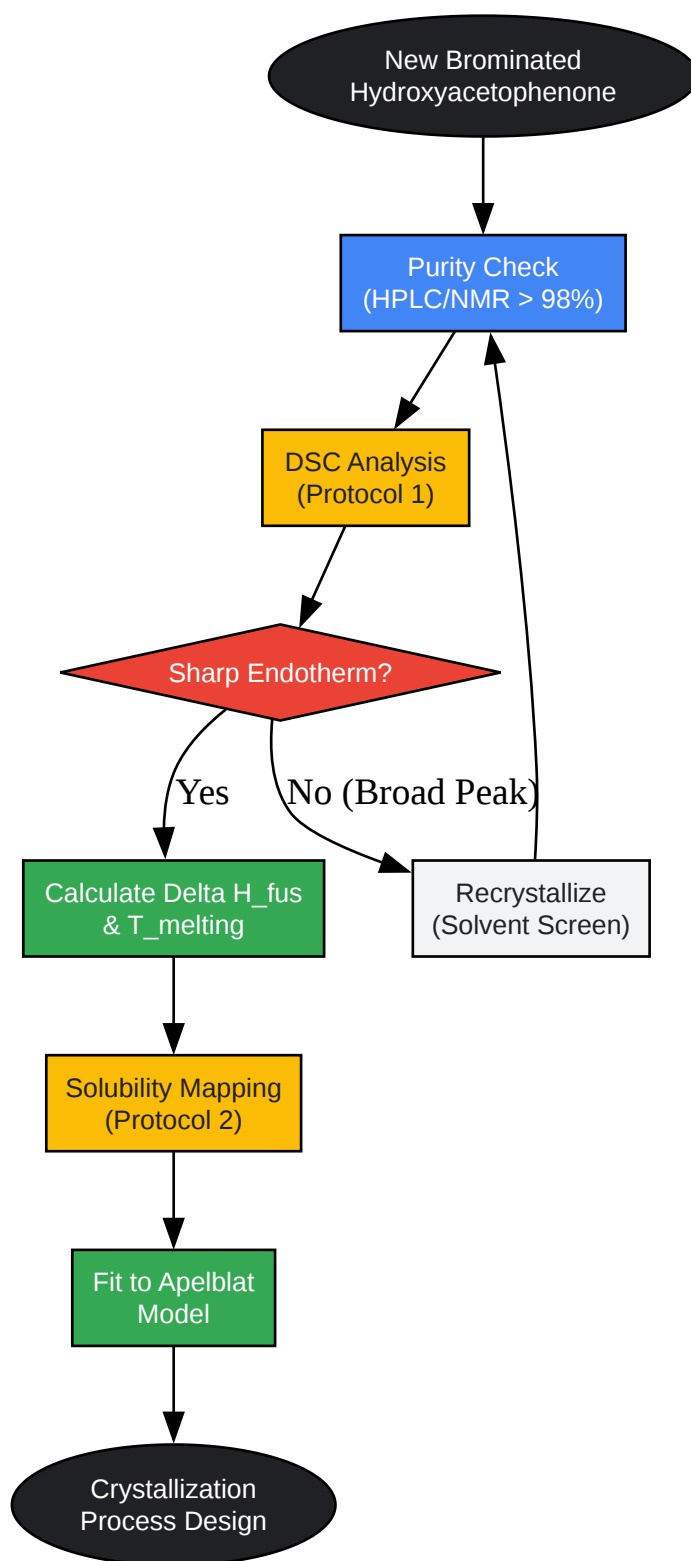 New Brominated
Hydroxyacetophenone
Purity Check
(HPLC/NMR > 98%)
DSC Analysis
(Protocol 1)
Sharp Endotherm?
Yes
No (Broad Peak)
Calculate Delta H_fus
& T_melting
Recrystallize
(Solvent Screen)
Solubility Mapping
(Protocol 2)
Fit to Apelblat
Model
Crystallization
Process Design